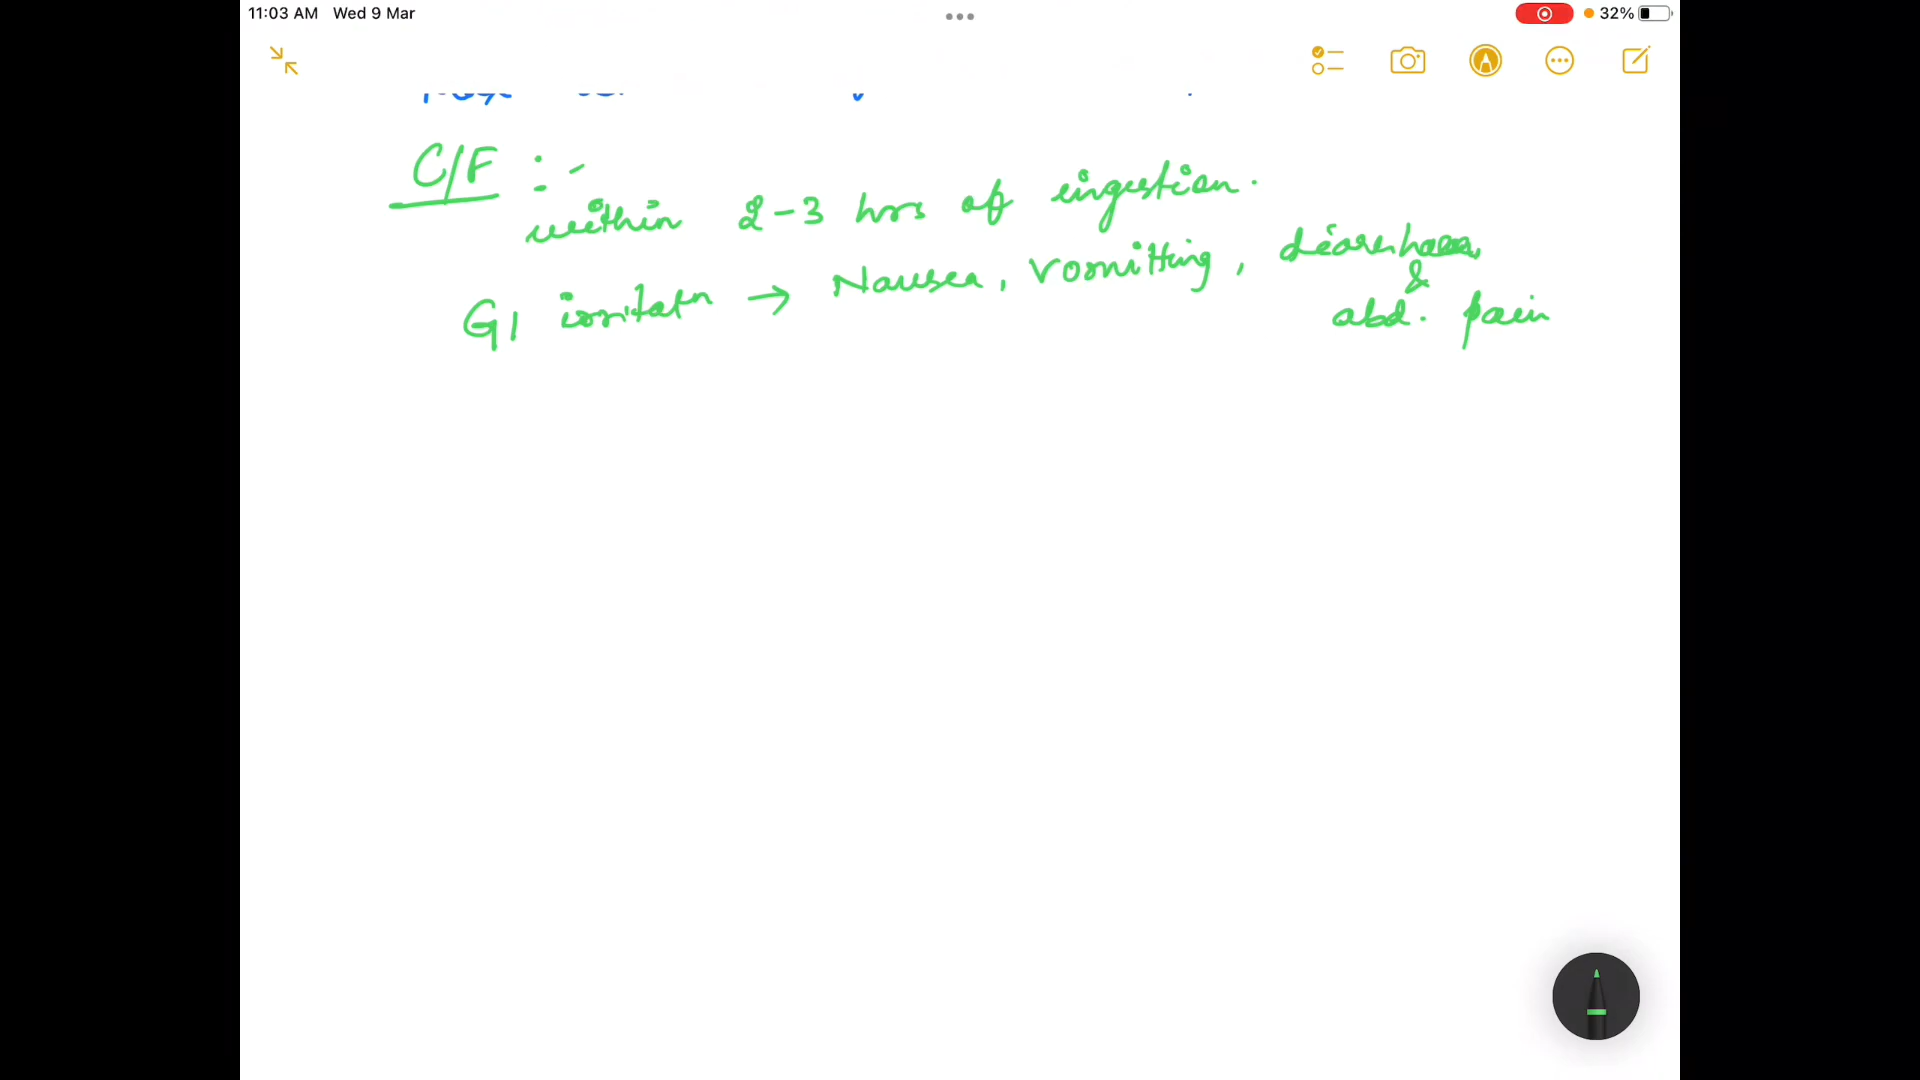 11:03 AM Wed 9 Mar
32%
C/F :-
within 2-3 hrs of ingestion.
GI irritatn → Nausea, Vomitting, diarrhoea
&
abd. pain